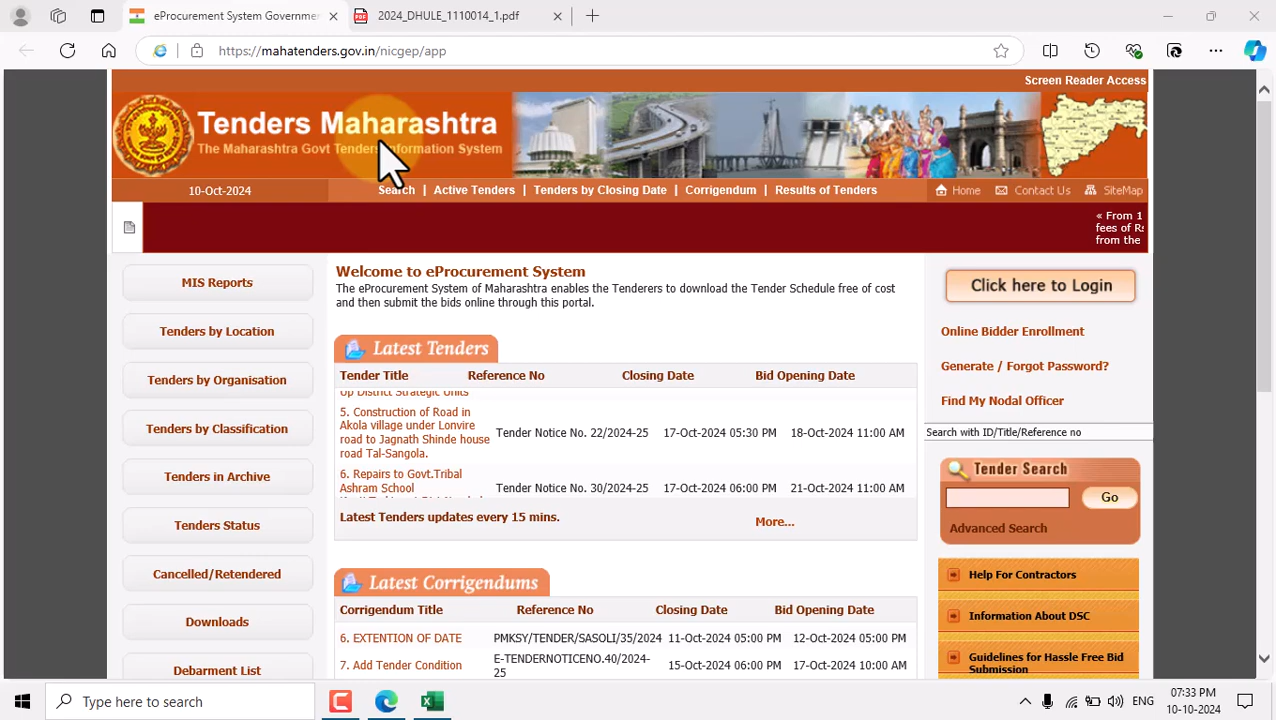 eProcurement System Governmer
2024_DHULE_1110014_1.pdf
https://mahatenders.gov.in/nicgep/app
Screen Reader Access
Tenders Maharashtra
The Maharashtra Govt Tenders Information System
10-Oct-2024
Search | Active Tenders | Tenders by Closing Date | Corrigendum | Results of Tenders
Home
Contact Us
SiteMap
« From 1
fees of Rs
from the
MIS Reports
Tenders by Location
Tenders by Organisation
Tenders by Classification
Tenders in Archive
Tenders Status
Cancelled/Retendered
Downloads
Debarment List
Welcome to eProcurement System
The eProcurement System of Maharashtra enables the Tenderers to download the Tender Schedule free of cost
and then submit the bids online through this portal.
Latest Tenders
Tender Title Reference No Closing Date Bid Opening Date
Up District Strategic Units
5. Construction of Road in
Akola village under Lonvire
road to Jagnath Shinde house
road Tal-Sangola.
Tender Notice No. 22/2024-25 17-Oct-2024 05:30 PM 18-Oct-2024 11:00 AM
6. Repairs to Govt.Tribal
Ashram School
Tender Notice No. 30/2024-25 17-Oct-2024 06:00 PM 21-Oct-2024 11:00 AM
Latest Tenders updates every 15 mins.
More...
Latest Corrigendums
Corrigendum Title Reference No Closing Date Bid Opening Date
6. EXTENTION OF DATE PMKSY/TENDER/SASOLI/35/2024 11-Oct-2024 05:00 PM 12-Oct-2024 05:00 PM
7. Add Tender Condition E-TENDERNOTICENO.40/2024-
25 15-Oct-2024 06:00 PM 17-Oct-2024 10:00 AM
Click here to Login
Online Bidder Enrollment
Generate / Forgot Password?
Find My Nodal Officer
Search with ID/Title/Reference no
Tender Search
Go
Advanced Search
Help For Contractors
Information About DSC
Guidelines for Hassle Free Bid
Submission
Type here to search
ENG
07:33 PM
10-10-2024